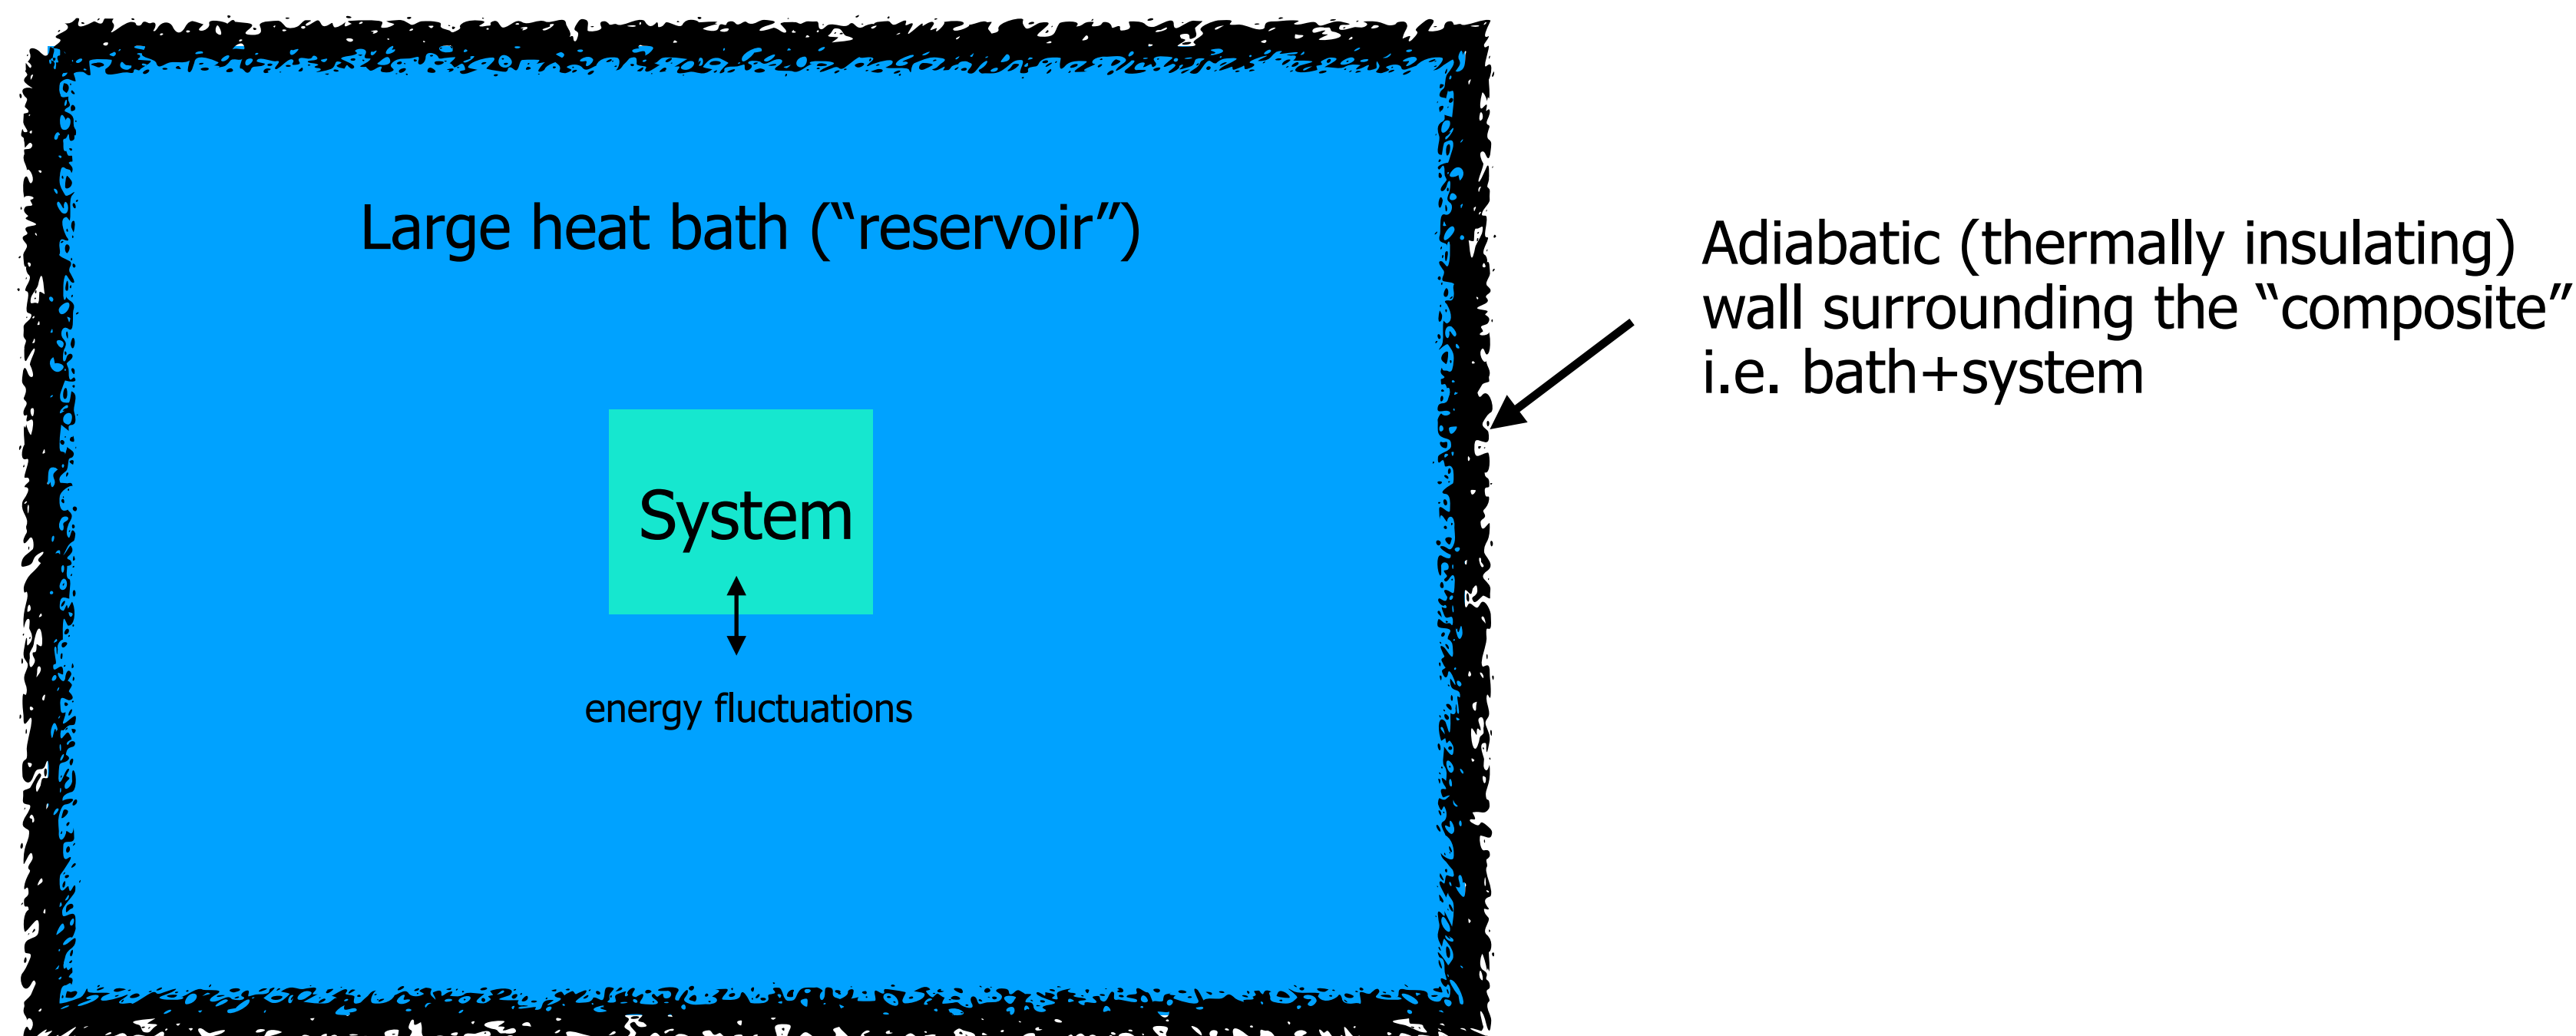 Large heat bath (“reservoir”)
Adiabatic (thermally insulating)
wall surrounding the “composite”
i.e. bath+system
System
energy fluctuations